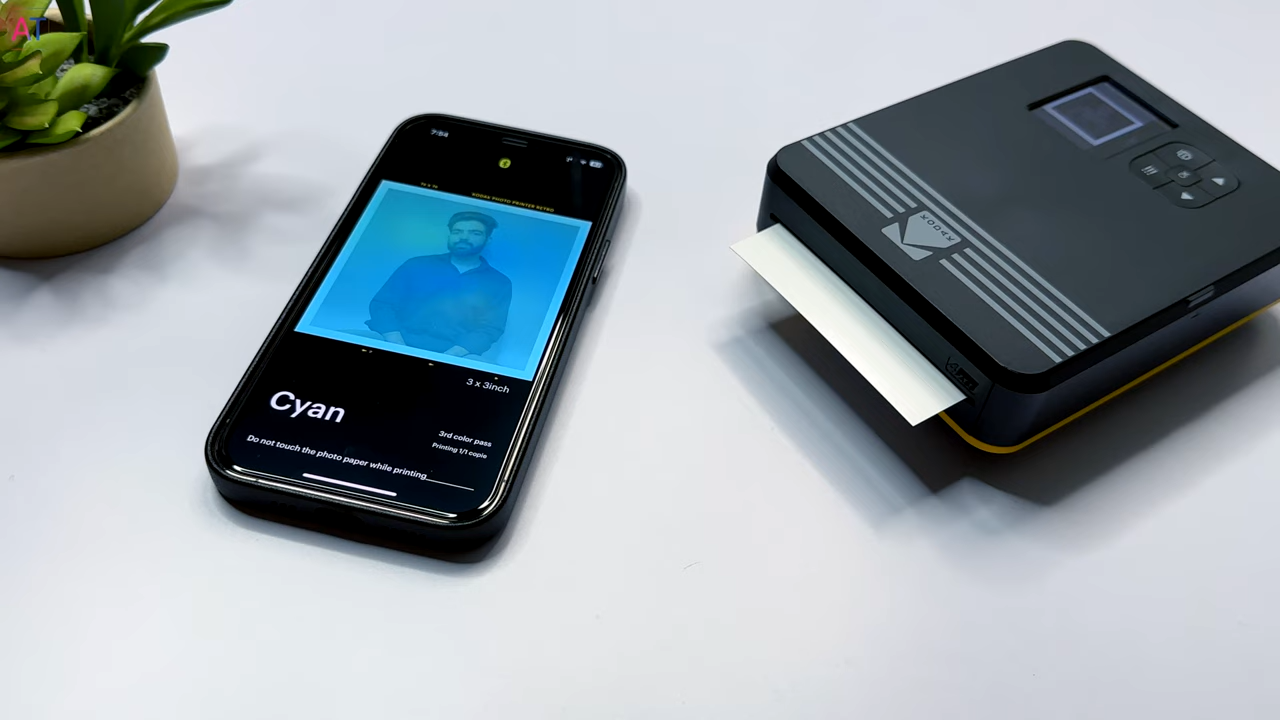 AT
KODAK PHOTO PRINTER RETRO
3 x 3inch
Cyan
3rd color pass
Printing 1/1 copie
Do not touch the photo paper while printing
KODAK